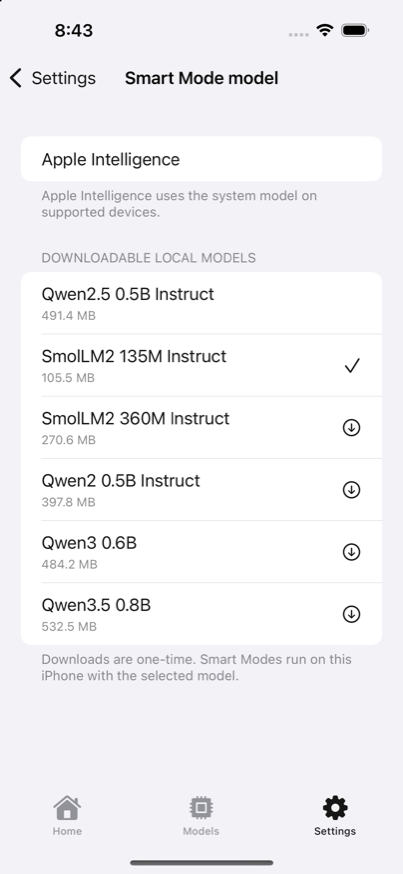 8:43
Settings
Smart Mode model
Apple Intelligence
Apple Intelligence uses the system model on
supported devices.
DOWNLOADABLE LOCAL MODELS
Qwen2.5 0.5B Instruct
491.4 MB
SmolLM2 135M Instruct
105.5 MB
SmolLM2 360M Instruct
270.6 MB
Qwen2 0.5B Instruct
397.8 MB
Qwen3 0.6B
484.2 MB
Qwen3.5 0.8B
532.5 MB
Downloads are one-time. Smart Modes run on this
iPhone with the selected model.
Home
Models
Settings